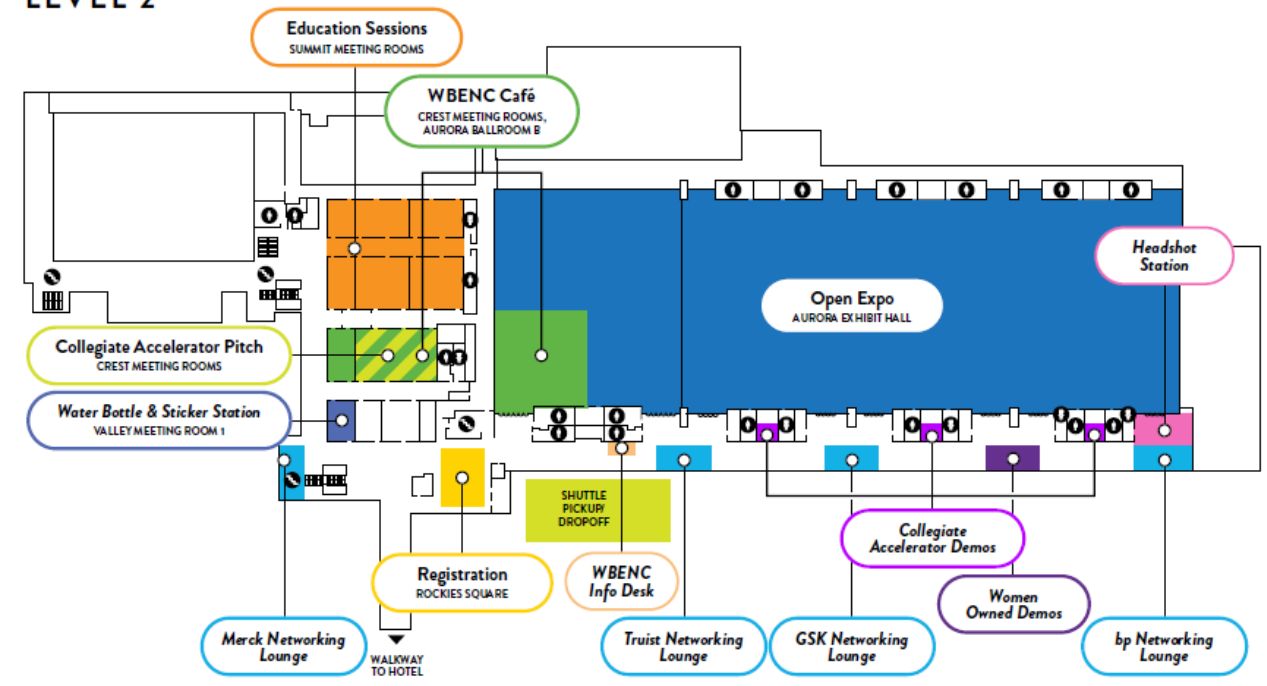 LEVEL 2
Education Sessions
SUMMIT MEETING ROOMS
WBENC Café
CREST MEETING ROOMS,
AURORA BALLROOM B
Headshot
Station
Open Expo
AURORA EXHIBIT HALL
Collegiate Accelerator Pitch
CREST MEETING ROOMS
Water Bottle & Sticker Station
VALLEY MEETING ROOM 1
SHUTTLE
PICKUP/
DROPOFF
Collegiate
Accelerator Demos
Registration
ROCKIES SQUARE
WBENC
Info Desk
Women
Owned Demos
Merck Networking
Lounge
WALKWAY
TO HOTEL
Truist Networking
Lounge
GSK Networking
Lounge
bp Networking
Lounge